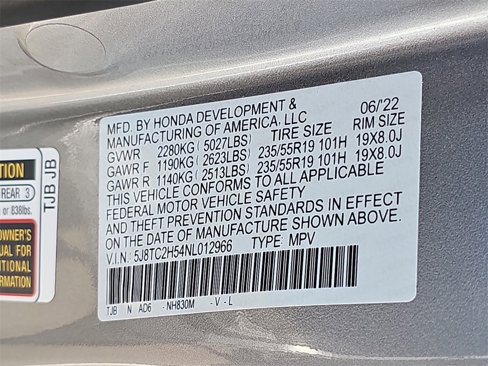 MFD. BY HONDA DEVELOPMENT & 06/22
MANUFACTURING OF AMERICA, LLC
GVWR 2280KG(5027LBS) TIRE SIZE RIM SIZE
GAWR F 1190KG(2623LBS) 235/55R19 101H 19X8.0J
GAWR R 1140KG(2513LBS) 235/55R19 101H 19X8.0J
THIS VEHICLE CONFORMS TO ALL APPLICABLE
FEDERAL MOTOR VEHICLE SAFETY
AND THEFT PREVENTION STANDARDS IN EFFECT
ON THE DATE OF MANUFACTURE SHOWN ABOVE.
V.I.N.: 5J8TC2H54NL012966 TYPE: MPV
TJB N AD6 -NH830M -V-L
TJB JB
REAR 3
or 838lbs.
OWNER'S
UAL FOR
ITIONAL
RMATION